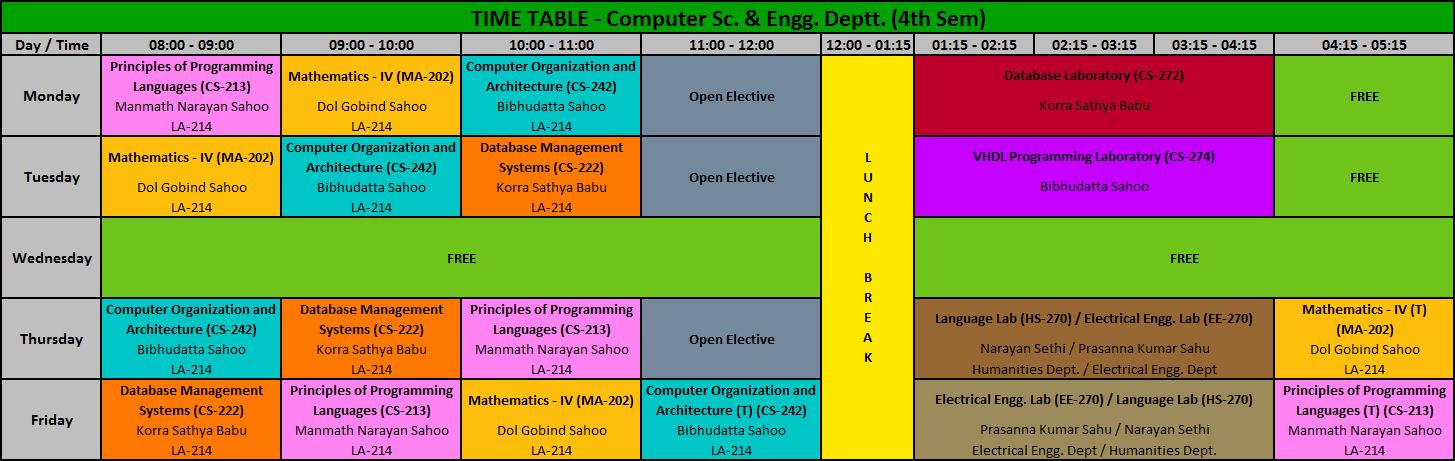 TIME TABLE - Computer Sc. & Engg. Deptt. (4th Sem)
Day / Time
08:00 - 09:00
09:00 - 10:00
10:00 - 11:00
11:00 - 12:00
12:00 - 01:15
01:15 - 02:15
02:15 - 03:15
03:15 - 04:15
04:15 - 05:15
Monday
Principles of Programming
Languages (CS-213)
Manmath Narayan Sahoo
LA-214
Mathematics - IV (MA-202)
Dol Gobind Sahoo
LA-214
Computer Organization and
Architecture (CS-242)
Bibhudatta Sahoo
LA-214
Open Elective
LUNCH BREAK
Database Laboratory (CS-272)
Korra Sathya Babu
FREE
Tuesday
Mathematics - IV (MA-202)
Dol Gobind Sahoo
LA-214
Computer Organization and
Architecture (CS-242)
Bibhudatta Sahoo
LA-214
Database Management
Systems (CS-222)
Korra Sathya Babu
LA-214
Open Elective
VHDL Programming Laboratory (CS-274)
Bibhudatta Sahoo
FREE
Wednesday
FREE
FREE
Thursday
Computer Organization and
Architecture (CS-242)
Bibhudatta Sahoo
LA-214
Database Management
Systems (CS-222)
Korra Sathya Babu
LA-214
Principles of Programming
Languages (CS-213)
Manmath Narayan Sahoo
LA-214
Open Elective
Language Lab (HS-270) / Electrical Engg. Lab (EE-270)
Narayan Sethi / Prasanna Kumar Sahu
Humanities Dept. / Electrical Engg. Dept
Mathematics - IV (T)
(MA-202)
Dol Gobind Sahoo
LA-214
Friday
Database Management
Systems (CS-222)
Korra Sathya Babu
LA-214
Principles of Programming
Languages (CS-213)
Manmath Narayan Sahoo
LA-214
Mathematics - IV (MA-202)
Dol Gobind Sahoo
LA-214
Computer Organization and
Architecture (T) (CS-242)
Bibhudatta Sahoo
LA-214
Electrical Engg. Lab (EE-270) / Language Lab (HS-270)
Prasanna Kumar Sahu / Narayan Sethi
Electrical Engg. Dept / Humanities Dept.
Principles of Programming
Languages (T) (CS-213)
Manmath Narayan Sahoo
LA-214